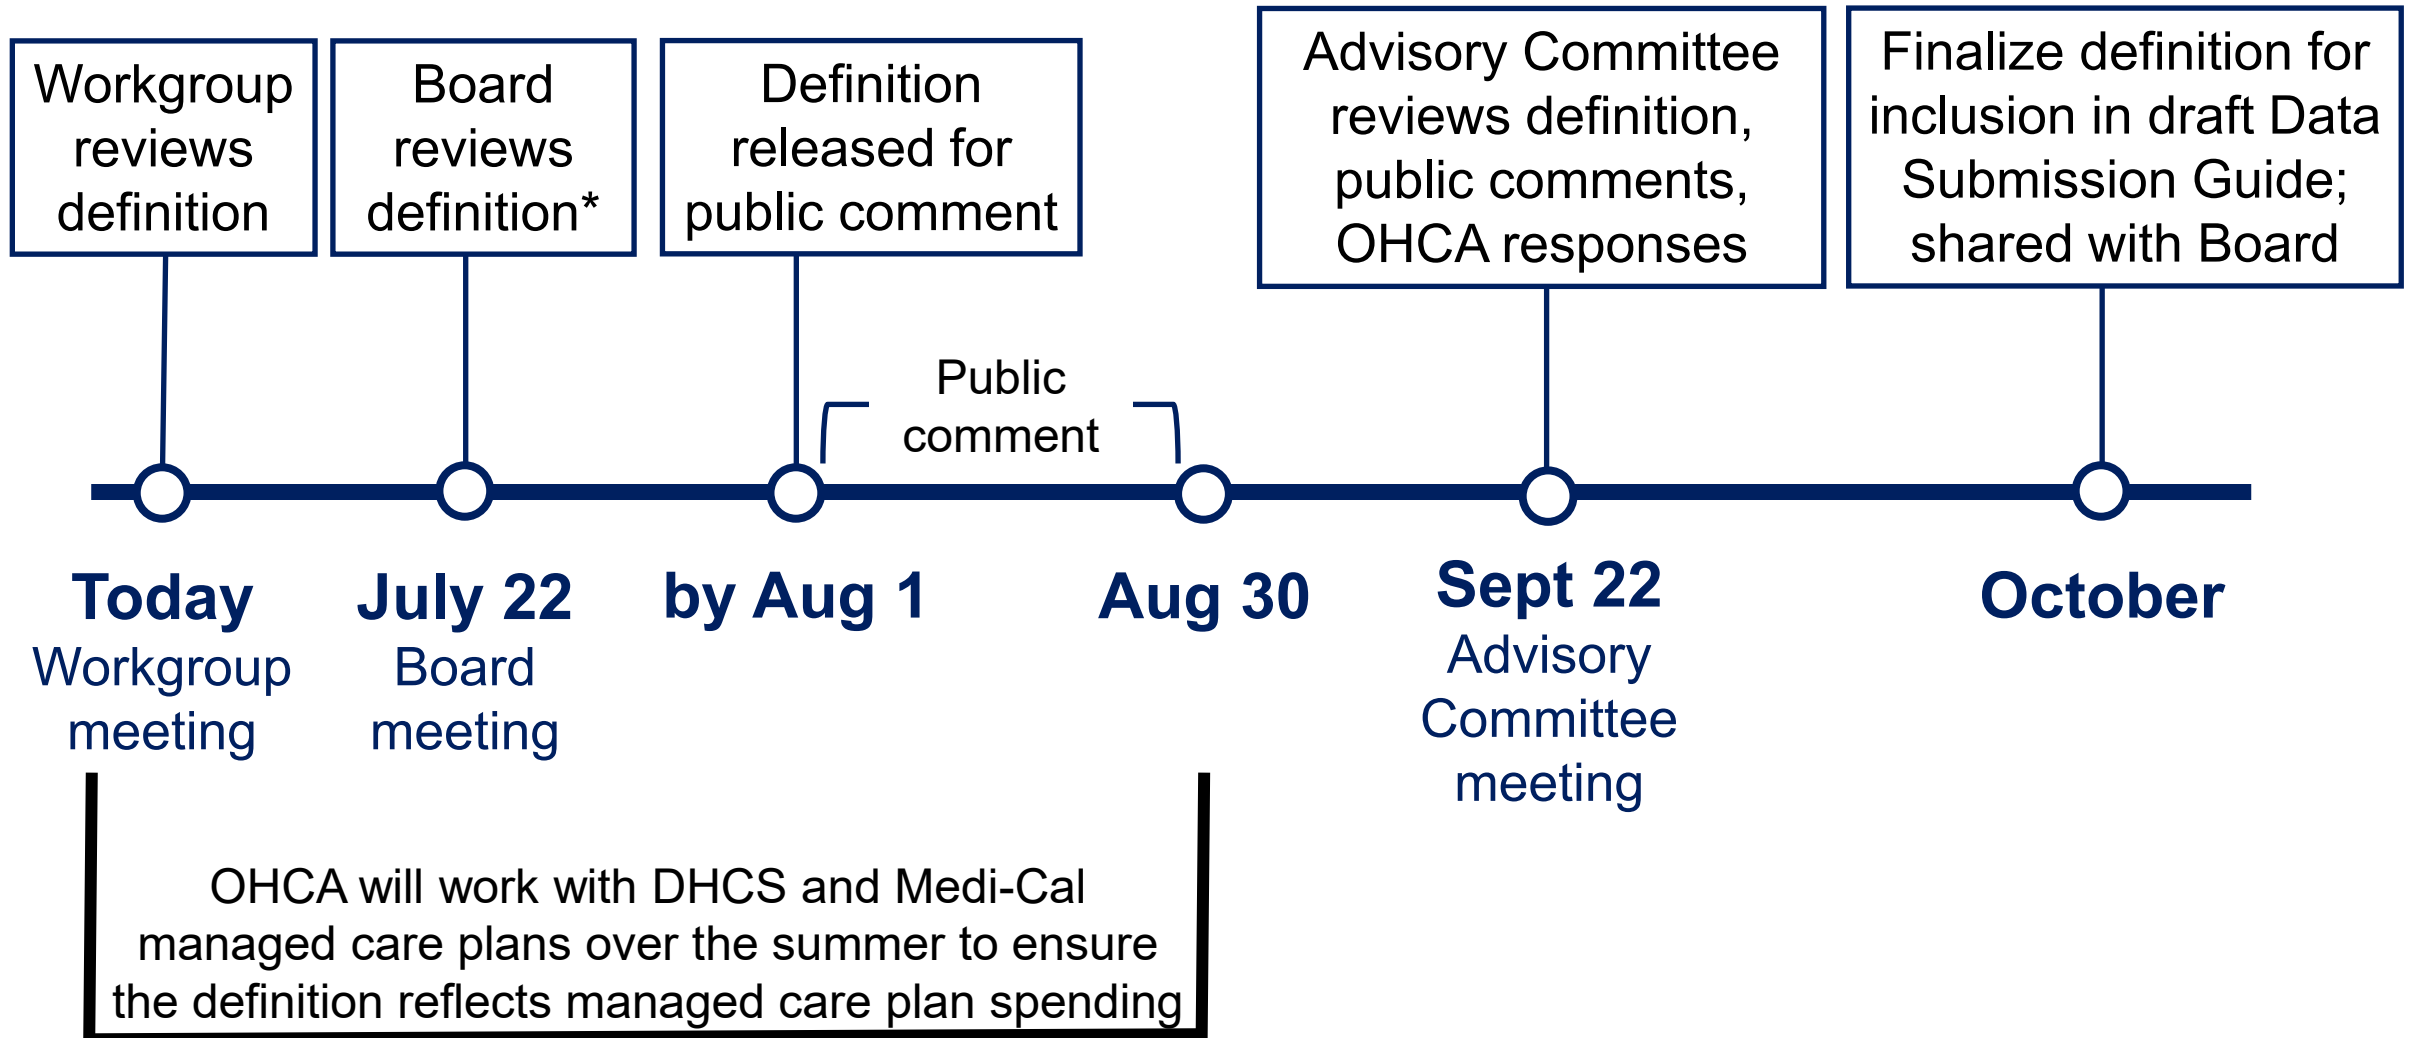 Workgroup
reviews
definition
Board
reviews
definition*
Definition
released for
public comment
Advisory Committee
reviews definition,
public comments,
OHCA responses
Finalize definition for
inclusion in draft Data
Submission Guide;
shared with Board
Public
comment
Today
Workgroup
meeting
July 22
Board
meeting
by Aug 1
Aug 30
Sept 22
Advisory
Committee
meeting
October
OHCA will work with DHCS and Medi-Cal
managed care plans over the summer to ensure
the definition reflects managed care plan spending